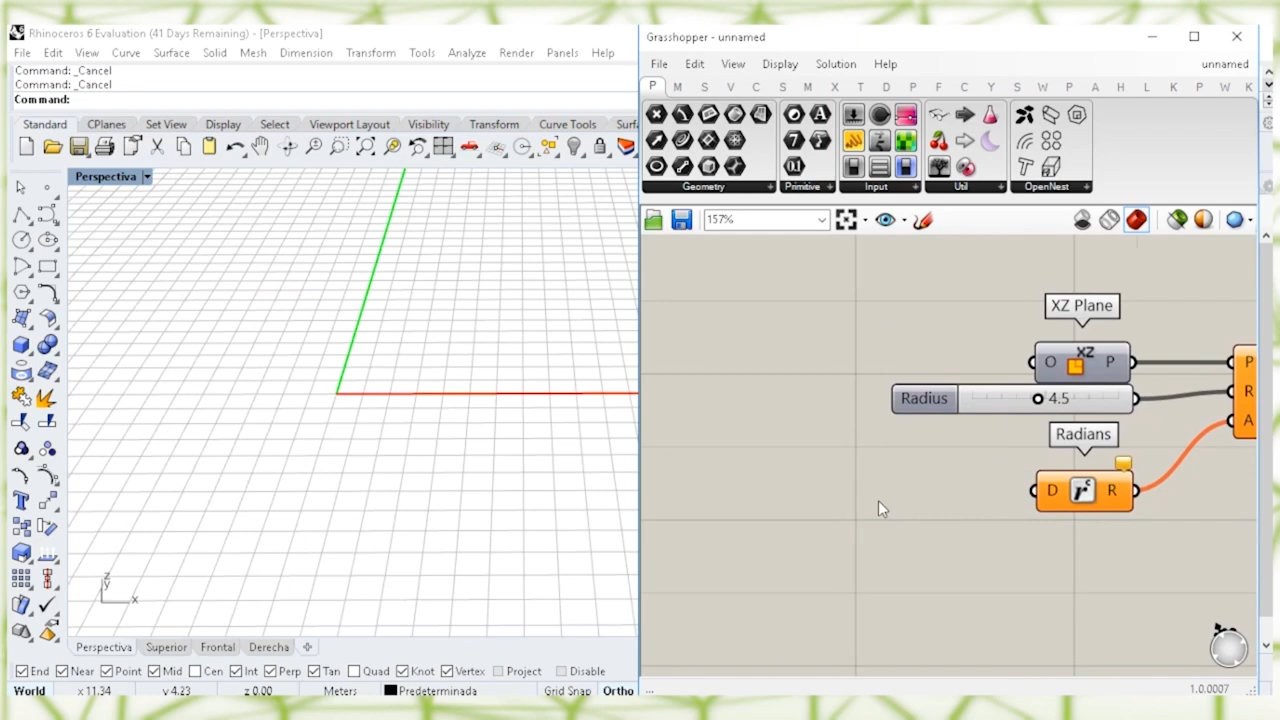 Rhinoceros 6 Evaluation (41 Days Remaining) - [Perspectiva]
File Edit View Curve Surface Solid Mesh Dimension Transform Tools Analyze Render Panels Help
Command: _Cancel
Command: _Cancel
Command:
Standard CPlanes Set View Display Select Viewport Layout Visibility Transform Curve Tools Surf
Perspectiva
z
y
x
Perspectiva Superior Frontal Derecha
End Near Point Mid Cen Int Perp Tan Quad Knot Vertex Project Disable
World x 11.34 y 4.23 z 0.00 Meters Predeterminada Grid Snap Ortho
Grasshopper - unnamed
File Edit View Display Solution Help unnamed
P M S V C S M I X T D P R F E C Y S W P A H L K P W K
Geometry Primitive Input Util OpenNest
157%
XZ Plane
O XZ P
Radius 4.5
P
R
A
Radians
D r c R
... 1.0.0007